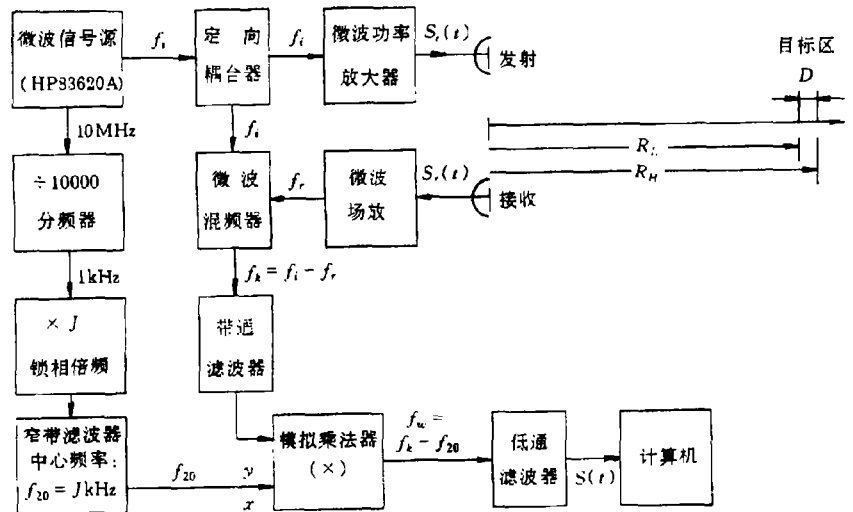 微波信号源
(HP83620A)
f_i
定 向
耦台器
f_i
微波功率
放大器
S_t(t)
发射
目标区
D
10MHz
f_i
R_L
R_H
÷10000
分频器
微 波
混频器
f_r
微波
场放
S_r(t)
接收
1kHz
f_k = f_i − f_r
× J
锁相倍频
带通
滤波器
窄带滤波器
中心频率:
f_20 = JkHz
f_20
y
x
模拟乘法器
(×)
f_w =
f_k − f_20
低通
滤波器
S(t)
计算机